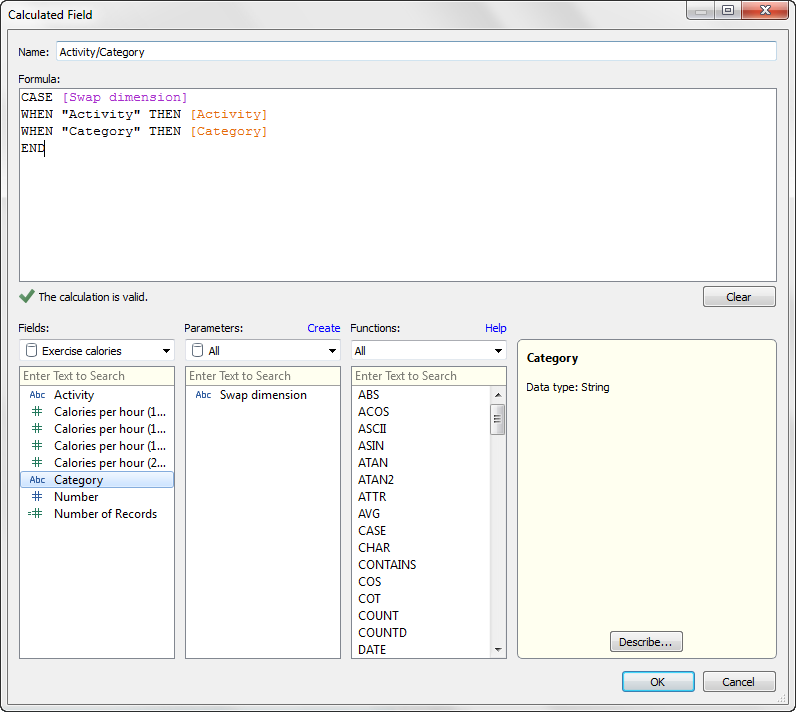 Calculated Field
Name: Activity/Category
Formula:
CASE [Swap dimension]
WHEN "Activity" THEN [Activity]
WHEN "Category" THEN [Category]
END
The calculation is valid.
Clear
Fields:
Exercise calories
Enter Text to Search
Abc Activity
Calories per hour (1...
Calories per hour (1...
Calories per hour (1...
Calories per hour (2...
Abc Category
Number
Number of Records
Parameters: Create
All
Enter Text to Search
Abc Swap dimension
Functions: Help
All
Enter Text to Search
ABS
ACOS
ASCII
ASIN
ATAN
ATAN2
ATTR
AVG
CASE
CHAR
CONTAINS
COS
COT
COUNT
COUNTD
DATE
Category
Data type: String
Describe...
OK
Cancel